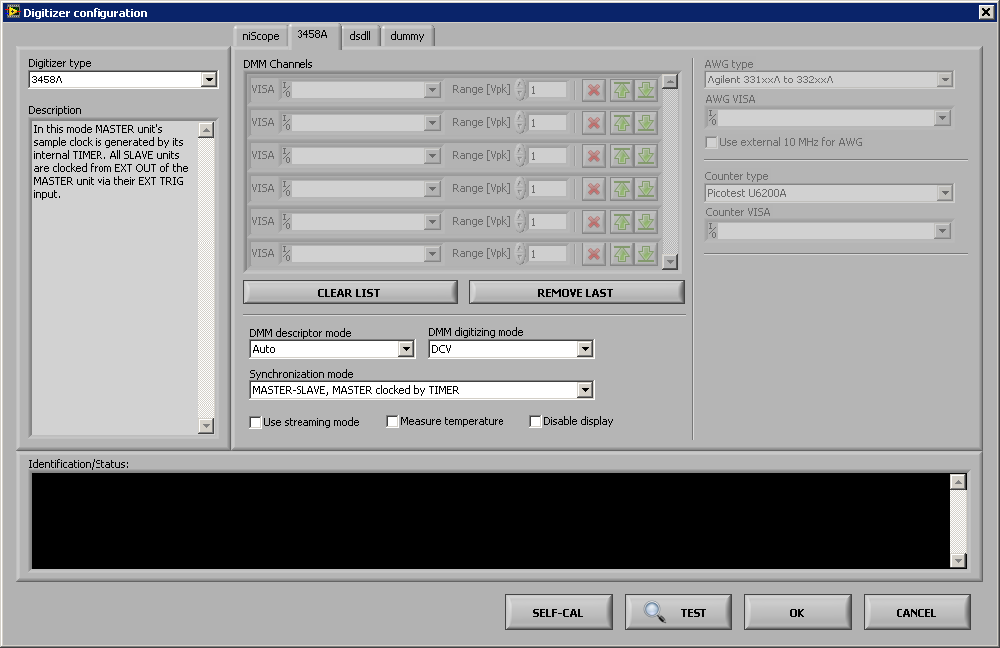 Digitizer configuration
niScope 3458A dsdll dummy
Digitizer type
3458A
Description
In this mode MASTER unit's
sample clock is generated by its
internal TIMER. All SLAVE units
are clocked from EXT OUT of the
MASTER unit via their EXT TRIG
input.
DMM Channels
VISA Range [Vpk] 1
VISA Range [Vpk] 1
VISA Range [Vpk] 1
VISA Range [Vpk] 1
VISA Range [Vpk] 1
VISA Range [Vpk] 1
CLEAR LIST REMOVE LAST
DMM descriptor mode DMM digitizing mode
Auto DCV
Synchronization mode
MASTER-SLAVE, MASTER clocked by TIMER
Use streaming mode Measure temperature Disable display
AWG type
Agilent 331xxA to 332xxA
AWG VISA
Use external 10 MHz for AWG
Counter type
Picotest U6200A
Counter VISA
Identification/Status:
SELF-CAL TEST OK CANCEL